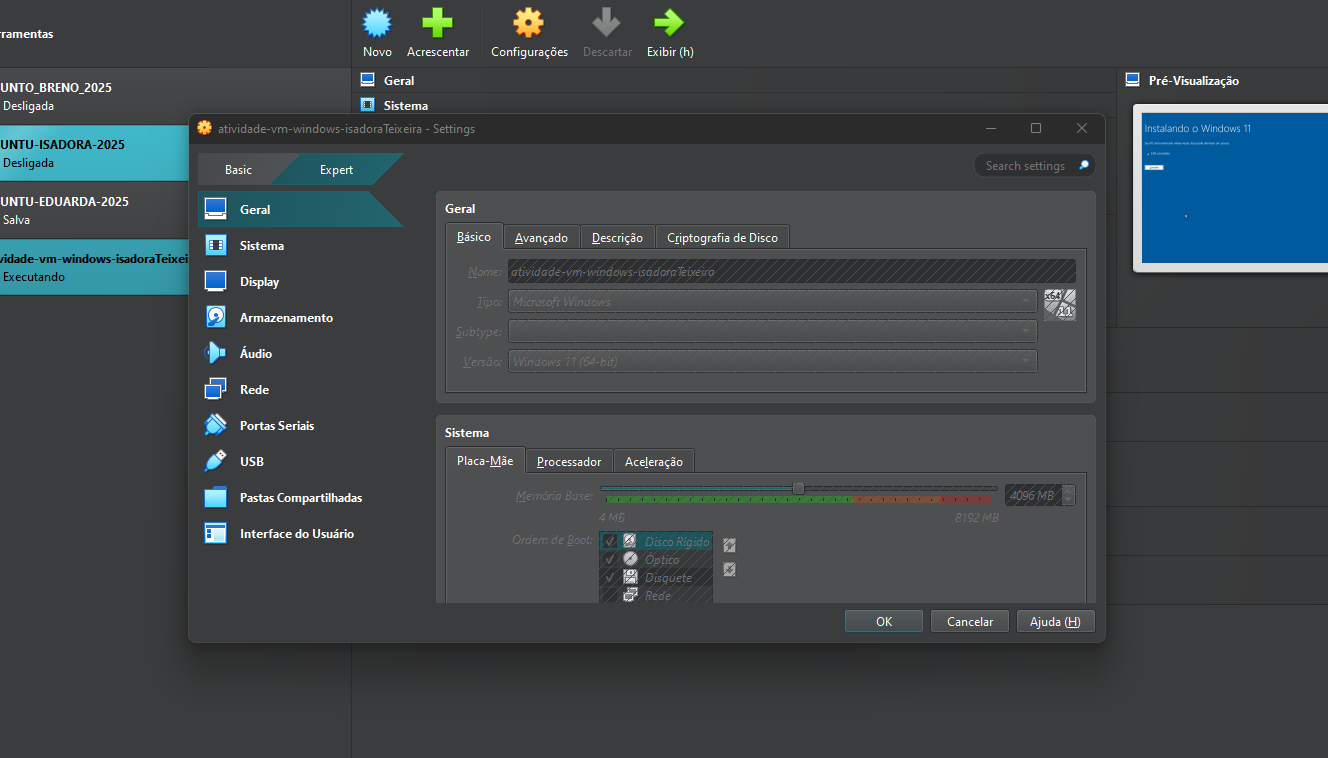 rramentas
Novo
Acrescentar
Configurações
Descartar
Exibir (h)
UNTO_BRENO_2025
Desligada
UNTU-ISADORA-2025
Desligada
UNTU-EDUARDA-2025
Salva
vidade-vm-windows-isadoraTeixei
Executando
Geral
Sistema
Pré-Visualização
Instalando o Windows 11
atividade-vm-windows-isadoraTeixeira - Settings
Basic
Expert
Search settings
Geral
Sistema
Display
Armazenamento
Áudio
Rede
Portas Seriais
USB
Pastas Compartilhadas
Interface do Usuário
Geral
Básico
Avançado
Descrição
Criptografia de Disco
Nome: atividade-vm-windows-isadoraTeixeira
Tipo: Microsoft Windows
x64
11
Subtype:
Versão: Windows 11 (64-bit)
Sistema
Placa-Mãe
Processador
Aceleração
Memória Base:
4096 MB
4 MB
8192 MB
Ordem de Boot:
Disco Rígido
Óptico
Disquete
Rede
OK
Cancelar
Ajuda (H)